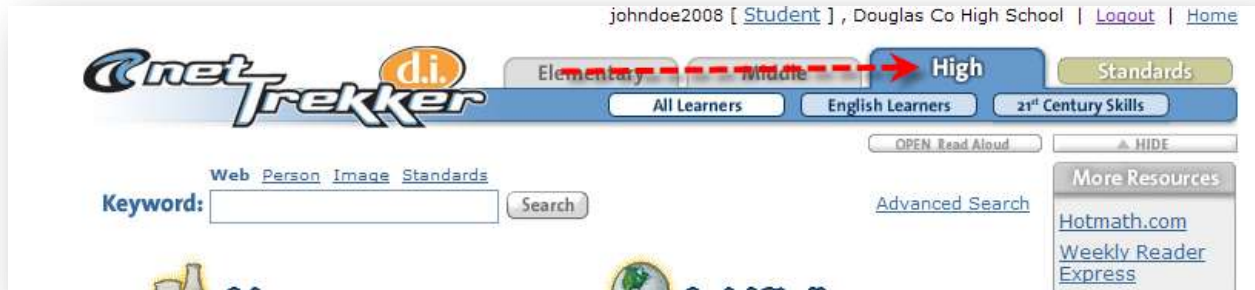 johndoe2008 [ Student ] , Douglas Co High School | Logout | Home
net Trekker d.i.
Elementary Middle High Standards
All Learners English Learners 21st Century Skills
OPEN Read Aloud HIDE
Web Person Image Standards
More Resources
Keyword: Search Advanced Search
Hotmath.com
Weekly Reader
Express